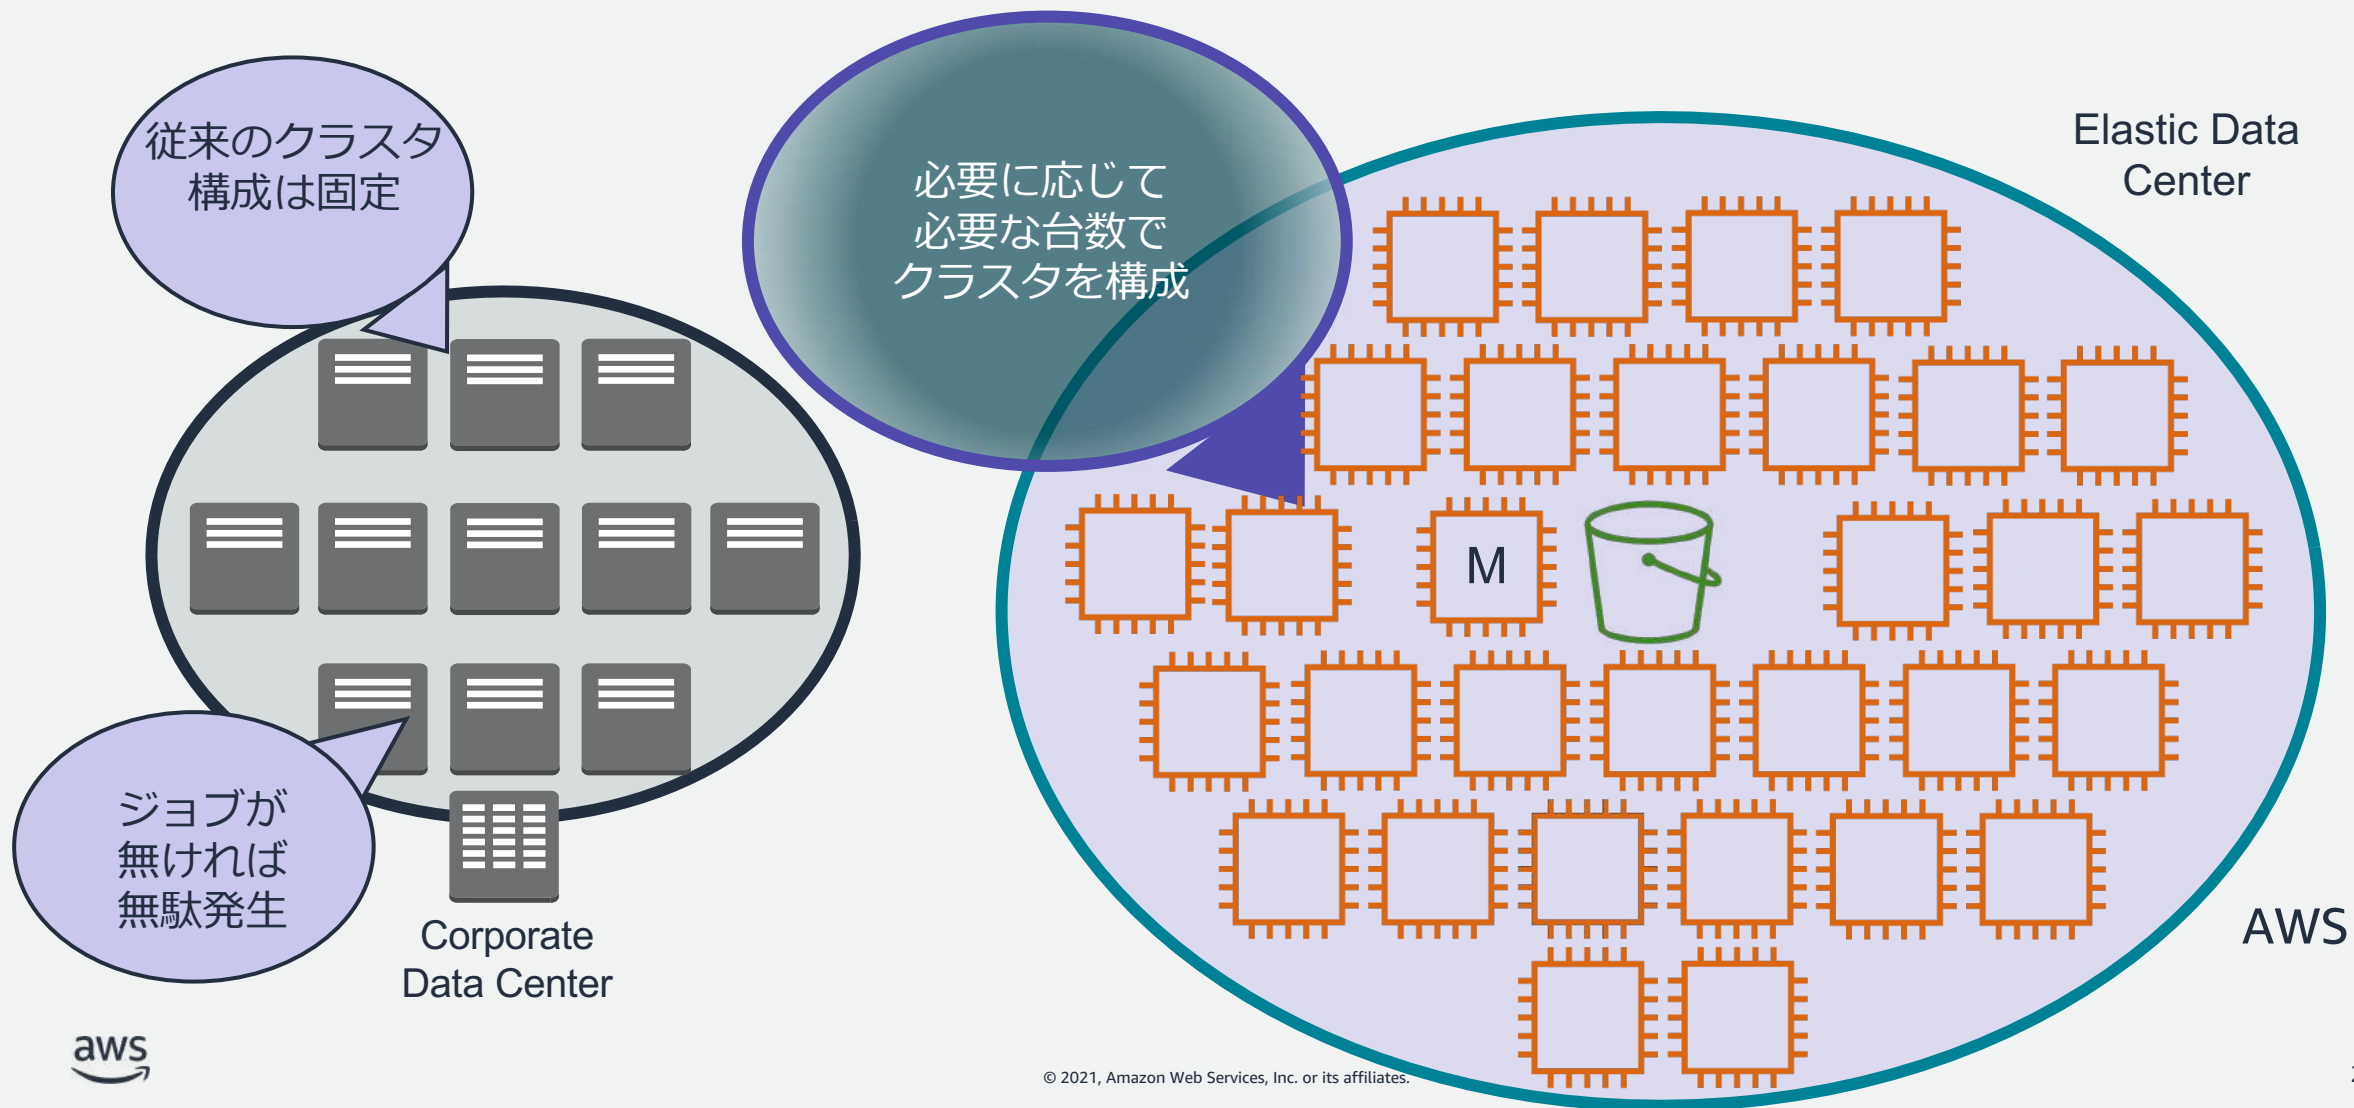 従来のクラスタ
構成は固定
必要に応じて
必要な台数で
クラスタを構成
Elastic Data
Center
M
ジョブが
無ければ
無駄発生
Corporate
Data Center
AWS
aws
© 2021, Amazon Web Services, Inc. or its affiliates.